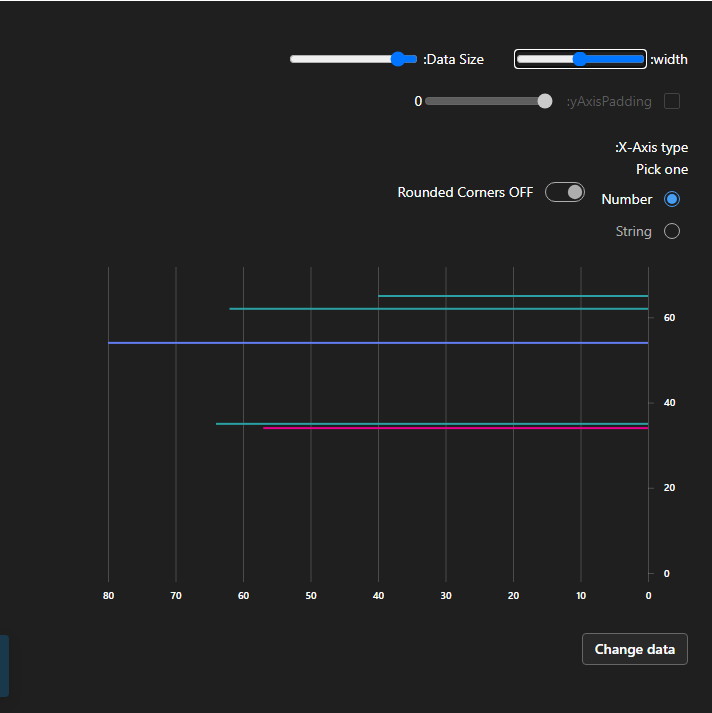 :width
:Data Size
:yAxisPadding
0
:X-Axis type
Pick one
Number
Rounded Corners OFF
String
60
40
20
0
80 70 60 50 40 30 20 10 0
Change data